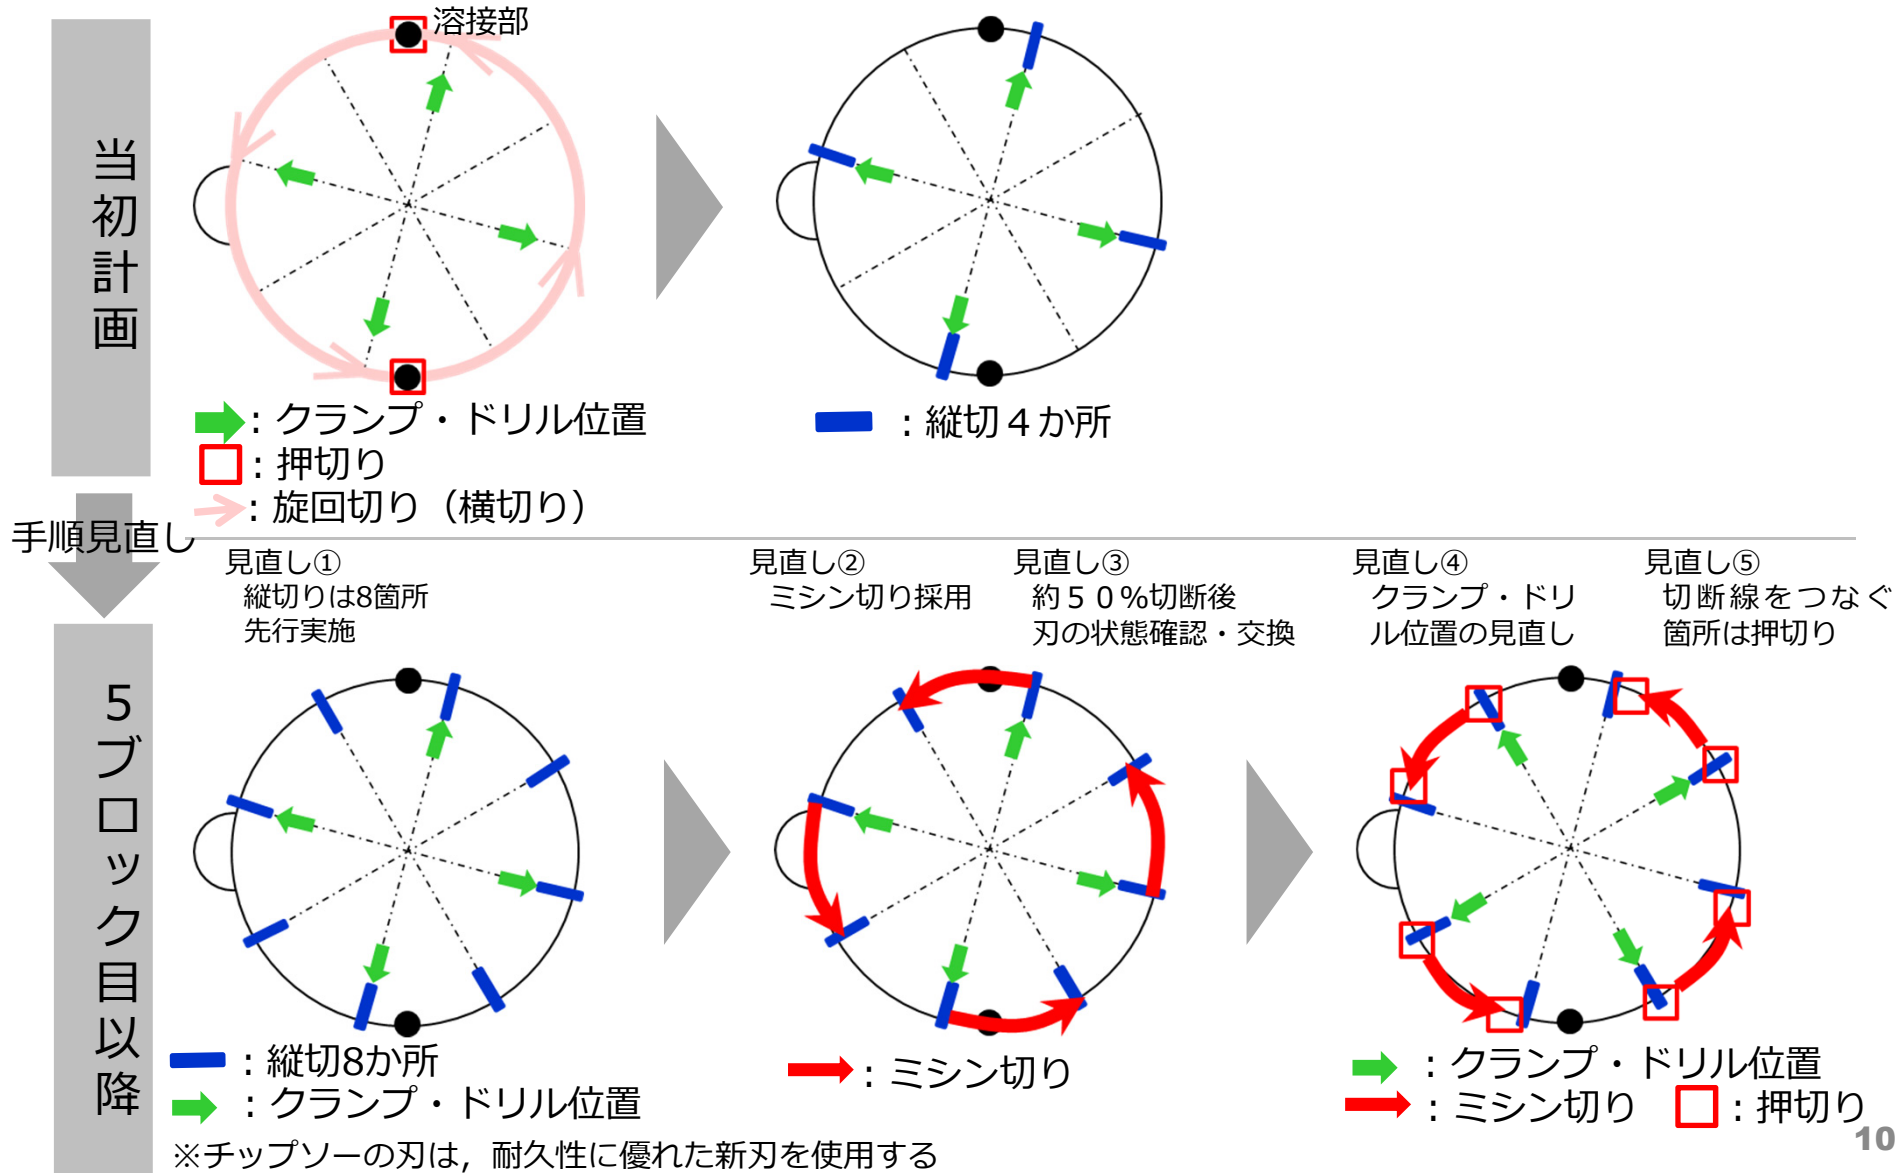 当初計画
溶接部
：クランプ・ドリル位置
：押切り
：旋回切り（横切り）
：縦切４か所
手順見直し
見直し①
縦切りは8箇所
先行実施
見直し②
ミシン切り採用
見直し③
約５０％切断後
刃の状態確認・交換
見直し④
クランプ・ドリ
ル位置の見直し
見直し⑤
切断線をつなぐ
箇所は押切り
５ブロック目以降
：縦切8か所
：クランプ・ドリル位置
：ミシン切り
：クランプ・ドリル位置
：ミシン切り　：押切り
※チップソーの刃は，耐久性に優れた新刃を使用する
10